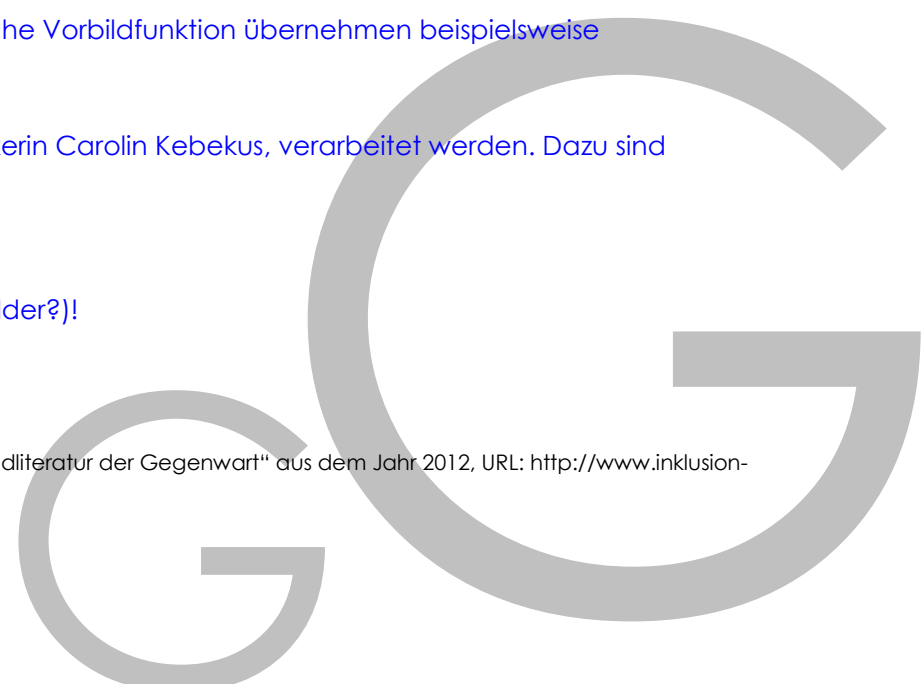 he Vorbildfunktion übernehmen beispielsweise
erin Carolin Kebekus, verarbeitet werden. Dazu sind
lder?)!
dliteratur der Gegenwart“ aus dem Jahr 2012, URL: http://www.inklusion-
G
G